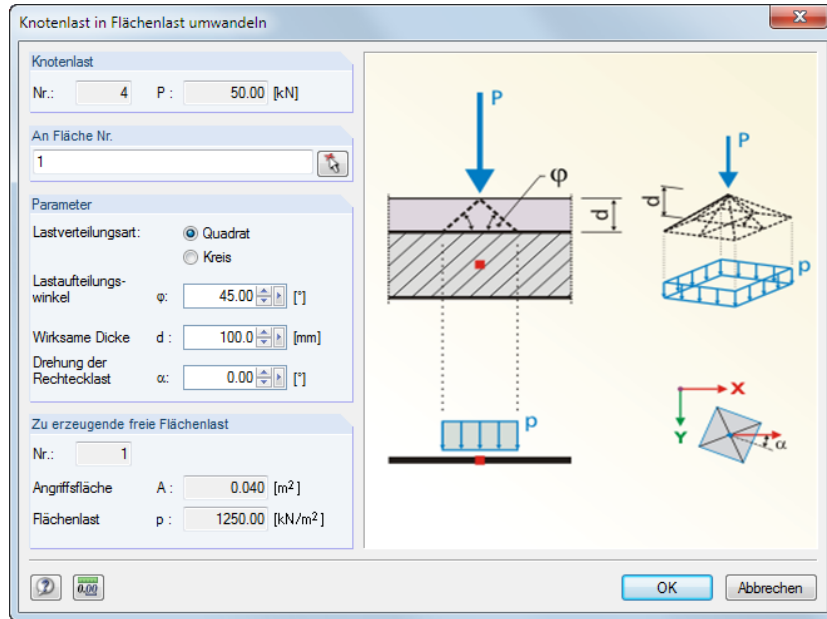 Knotenlast in Flächenlast umwandeln
Knotenlast
Nr.: 4 P : 50.00 [kN]
An Fläche Nr.
1
Parameter
Lastverteilungsart: Quadrat
Kreis
Lastaufteilungs-
winkel φ: 45.00 [°]
Wirksame Dicke d : 100.0 [mm]
Drehung der
Rechtecklast α: 0.00 [°]
Zu erzeugende freie Flächenlast
Nr.: 1
Angriffsfläche A : 0.040 [m²]
Flächenlast p : 1250.00 [kN/m²]
P
φ
d
p
P
d
p
X
Y
α
0.00
OK
Abbrechen